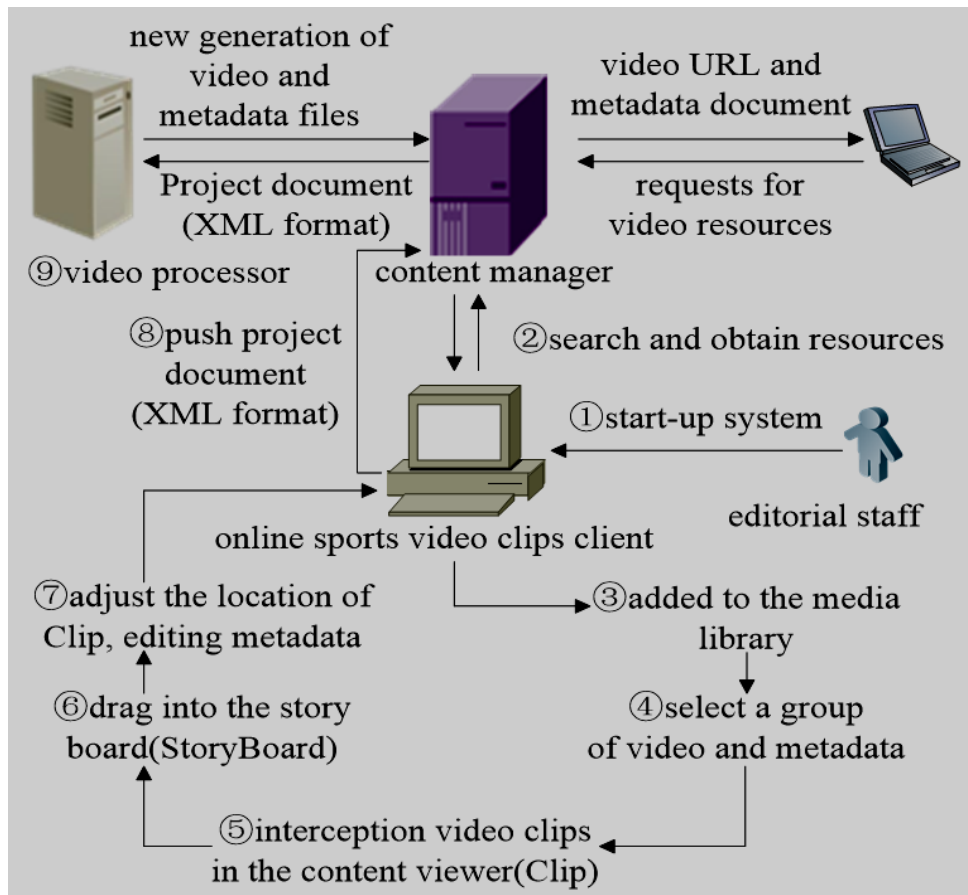 new generation of
video and
metadata files
video URL and
metadata document
Project document
(XML format)
requests for
video resources
⑨video processor
content manager
⑧push project
document
(XML format)
②search and obtain resources
①start-up system
editorial staff
online sports video clips client
⑦adjust the location of
Clip, editing metadata
③added to the media
library
⑥drag into the story
board(StoryBoard)
④select a group
of video and metadata
⑤interception video clips
in the content viewer(Clip)